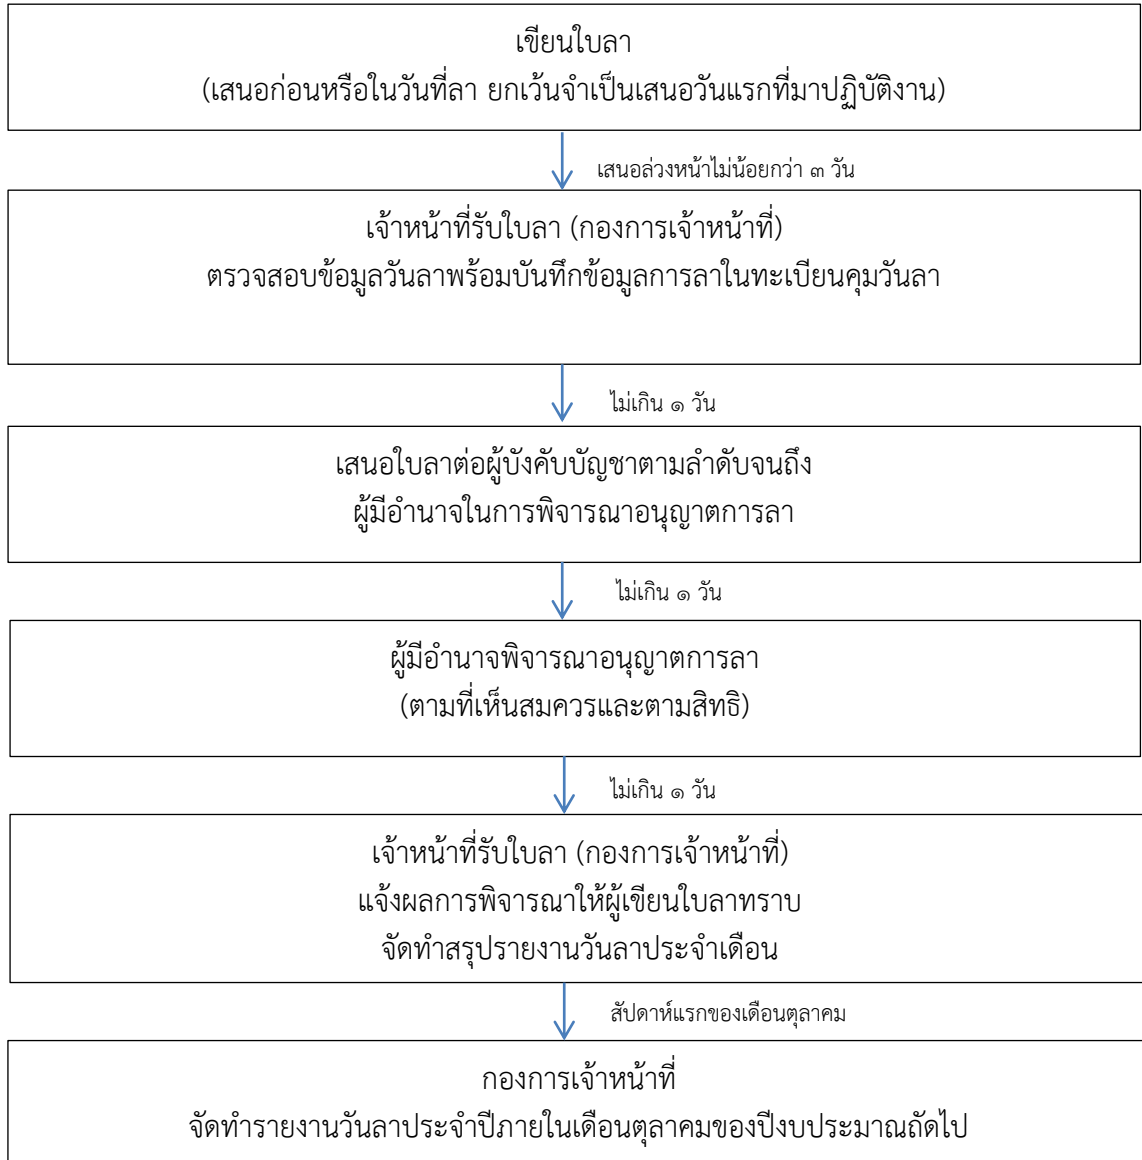 เขียนใบลา
(เสนอก่อนหรือในวันที่ลา ยกเว้นจำเป็นเสนอวันแรกที่มาปฏิบัติงาน)
เสนอล่วงหน้าไม่น้อยกว่า ๓ วัน
เจ้าหน้าที่รับใบลา (กองการเจ้าหน้าที่)
ตรวจสอบข้อมูลวันลาพร้อมบันทึกข้อมูลการลาในทะเบียนคุมวันลา
ไม่เกิน ๑ วัน
เสนอใบลาต่อผู้บังคับบัญชาตามลำดับจนถึง
ผู้มีอำนาจในการพิจารณาอนุญาตการลา
ไม่เกิน ๑ วัน
ผู้มีอำนาจพิจารณาอนุญาตการลา
(ตามที่เห็นสมควรและตามสิทธิ)
ไม่เกิน ๑ วัน
เจ้าหน้าที่รับใบลา (กองการเจ้าหน้าที่)
แจ้งผลการพิจารณาให้ผู้เขียนใบลาทราบ
จัดทำสรุปรายงานวันลาประจำเดือน
สัปดาห์แรกของเดือนตุลาคม
กองการเจ้าหน้าที่
จัดทำรายงานวันลาประจำปีภายในเดือนตุลาคมของปีงบประมาณถัดไป